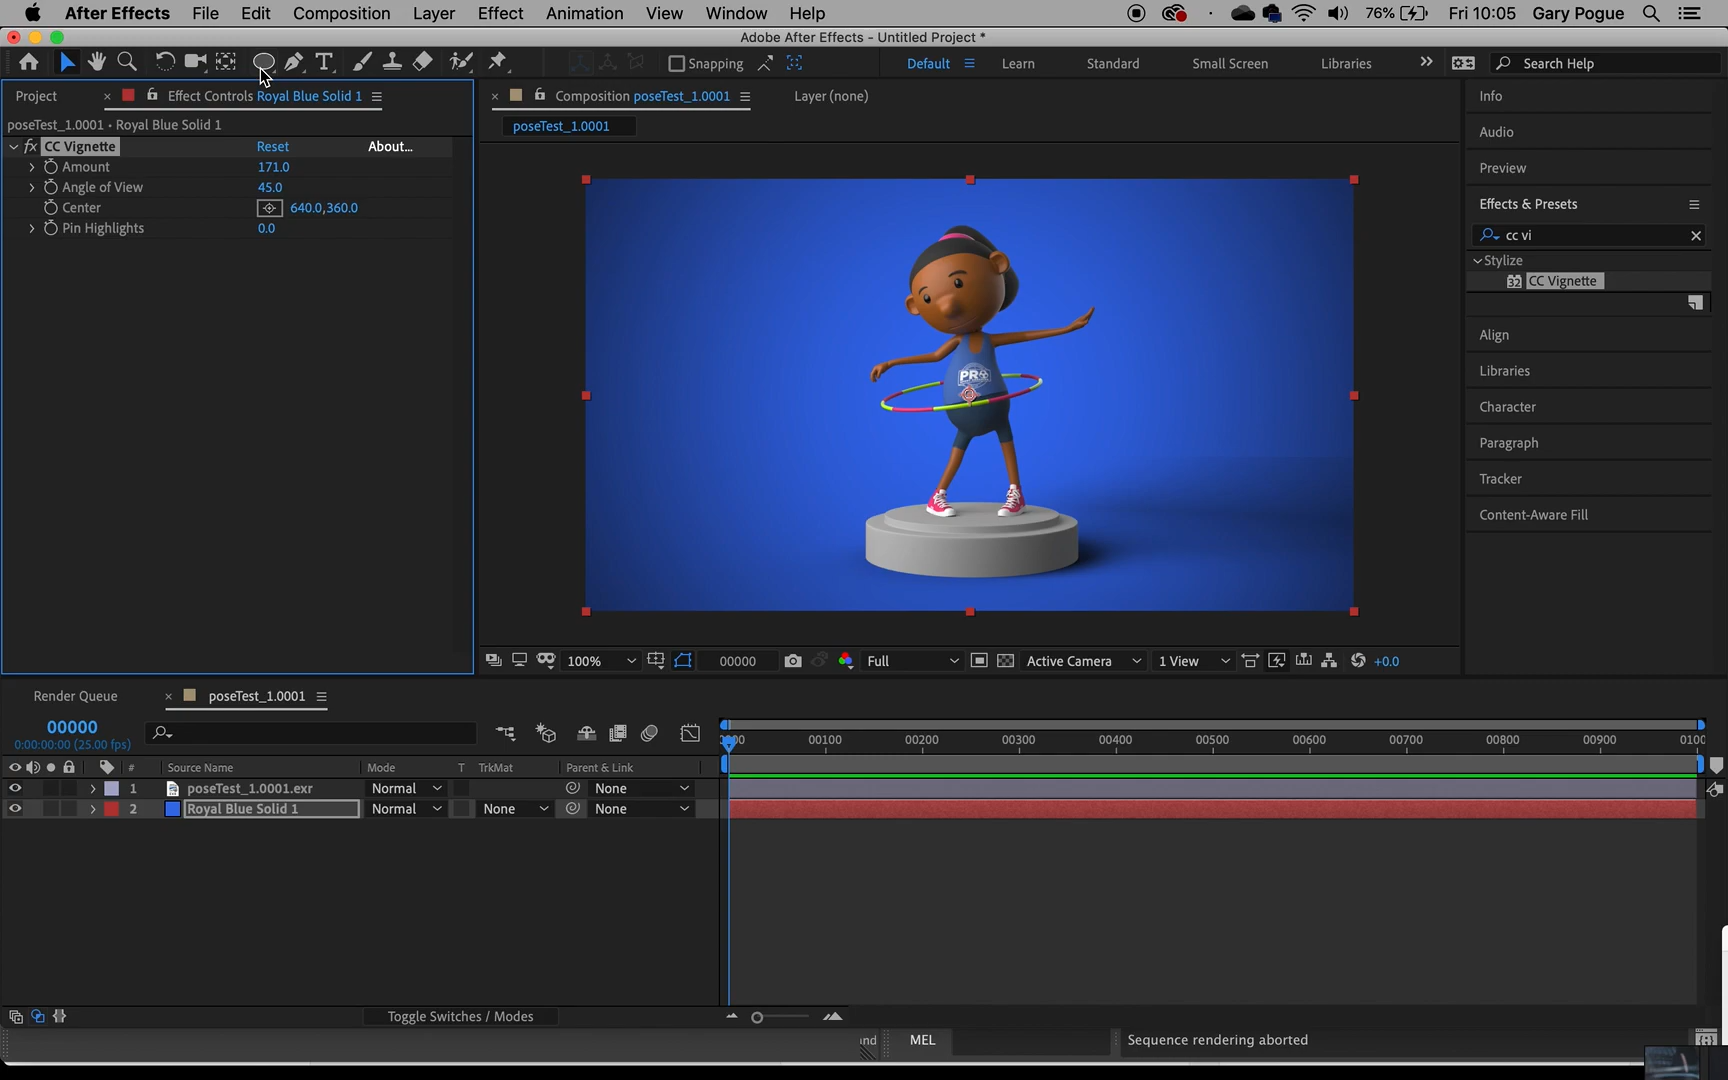 After Effects File Edit Composition Layer Effect Animation View Window Help 76% Fri 10:05 Gary Pogue
Adobe After Effects - Untitled Project *
Snapping Default Learn Standard Small Screen Libraries Search Help
Project Effect Controls Royal Blue Solid 1
poseTest_1.0001 • Royal Blue Solid 1
fx CC Vignette Reset About...
Amount 171.0
Angle of View 45.0
Center 640.0,360.0
Pin Highlights 0.0
Composition poseTest_1.0001 Layer (none)
poseTest_1.0001
PR
100% 00000 Full Active Camera 1 View +0.0
Info
Audio
Preview
Effects & Presets
cc vi
Stylize
32 CC Vignette
Align
Libraries
Character
Paragraph
Tracker
Content-Aware Fill
Render Queue poseTest_1.0001
00000
0:00:00:00 (25.00 fps)
00100 00200 00300 00400 00500 00600 00700 00800 00900
# Source Name Mode T TrkMat Parent & Link
1 poseTest_1.0001.exr Normal None
2 Royal Blue Solid 1 Normal None None
Toggle Switches / Modes
MEL Sequence rendering aborted